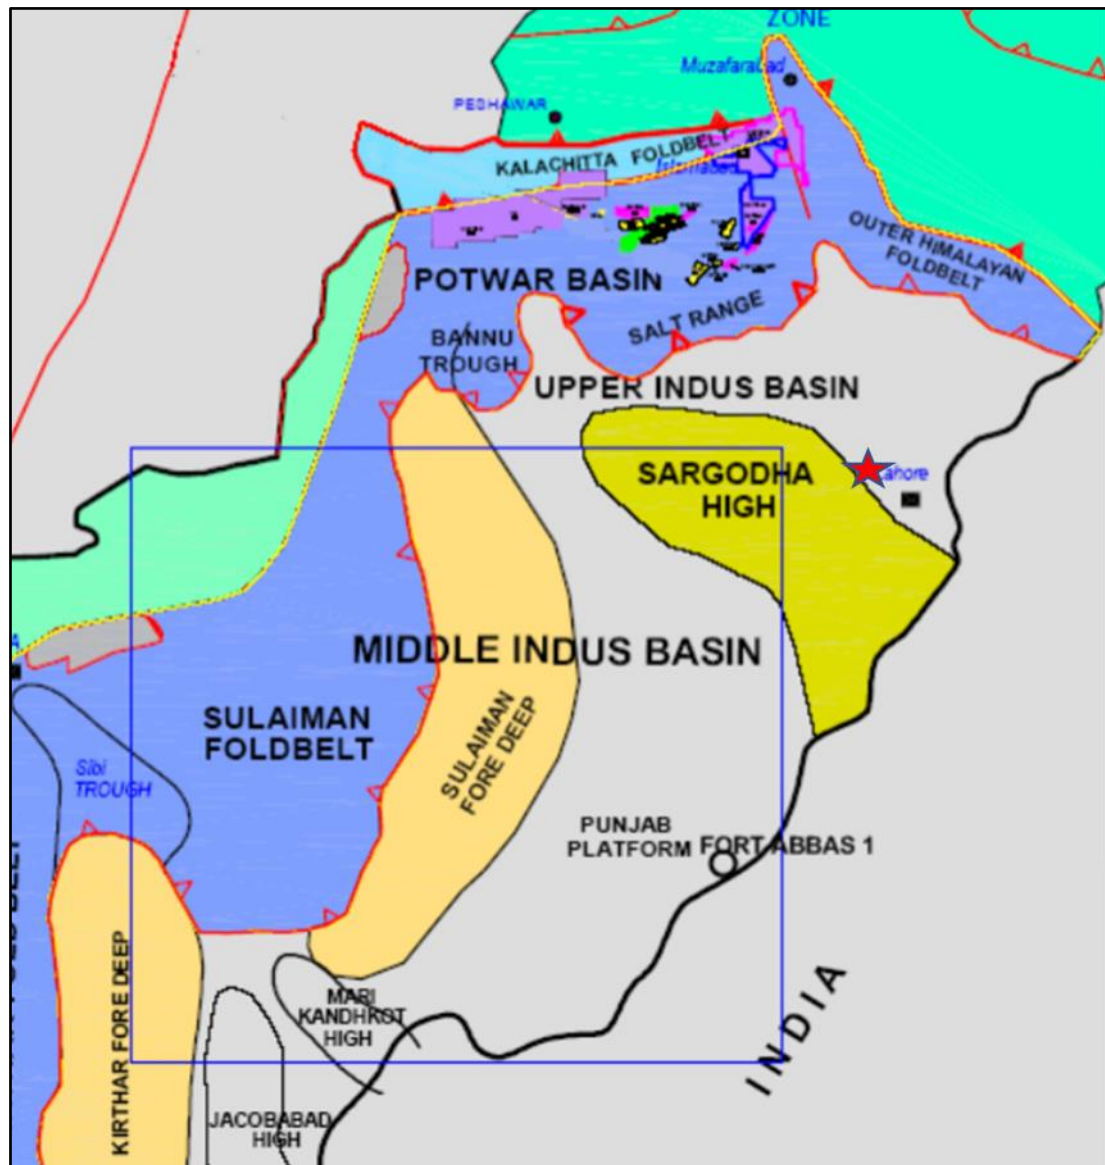 ZONE
Muzafarabad
PESHAWAR
KALACHITTA FOLDBELT
Islamabad
OUTER HIMALAYAN
FOLDBELT
POTWAR BASIN
SALT RANGE
BANNU
TROUGH
UPPER INDUS BASIN
SARGODHA
HIGH
ahore
MIDDLE INDUS BASIN
SULAIMAN
FOLDBELT
SULAIMAN
FORE DEEP
Sibi
TROUGH
PUNJAB
PLATFORM
FORT ABBAS 1
KIRTHAR FORE DEEP
MARI
KANDHKOT
HIGH
INDIA
JACOBABAD
HIGH